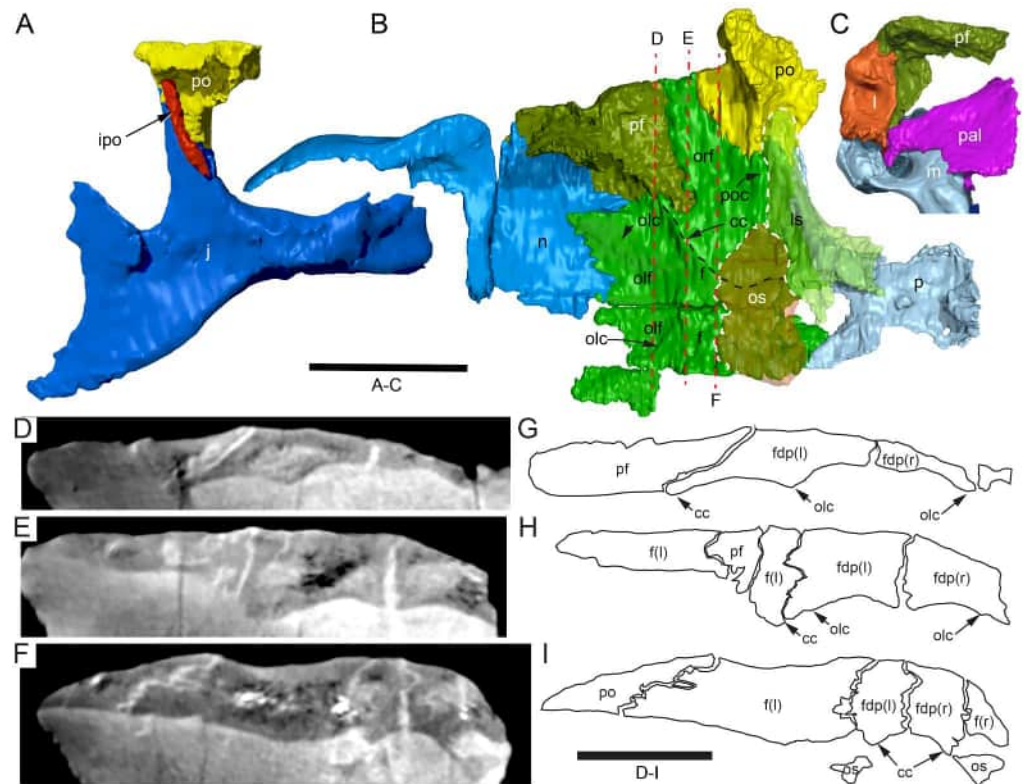 A
B
C
D
E
po
ipo
j
pf
po
orf
poc
olc
cc
n
ls
f
olf
os
olf
f
olc
p
F
A-C
pf
l
pal
m
D
G
pf
fdp(l)
fdp(r)
cc
olc
olc
E
H
f(l)
pf
f(l)
fdp(l)
fdp(r)
cc
olc
olc
F
I
po
f(l)
fdp(l)
fdp(r)
f(r)
os
cc
os
D-I